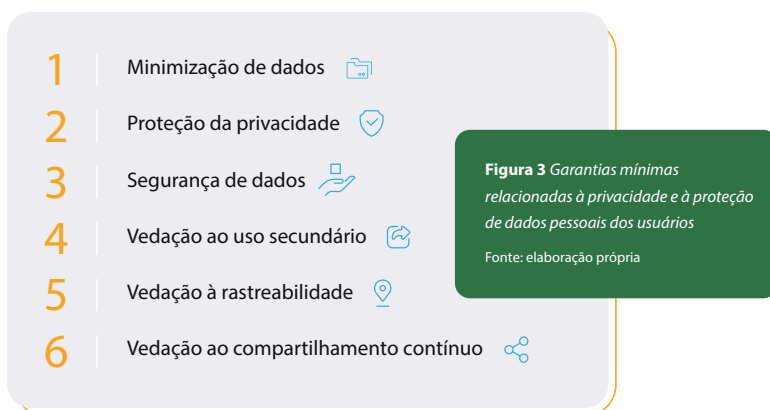 1 Minimização de dados
2 Proteção da privacidade
3 Segurança de dados
4 Vedação ao uso secundário
5 Vedação à rastreabilidade
6 Vedação ao compartilhamento contínuo
Figura 3 Garantias mínimas
relacionadas à privacidade e à proteção
de dados pessoais dos usuários
Fonte: elaboração própria